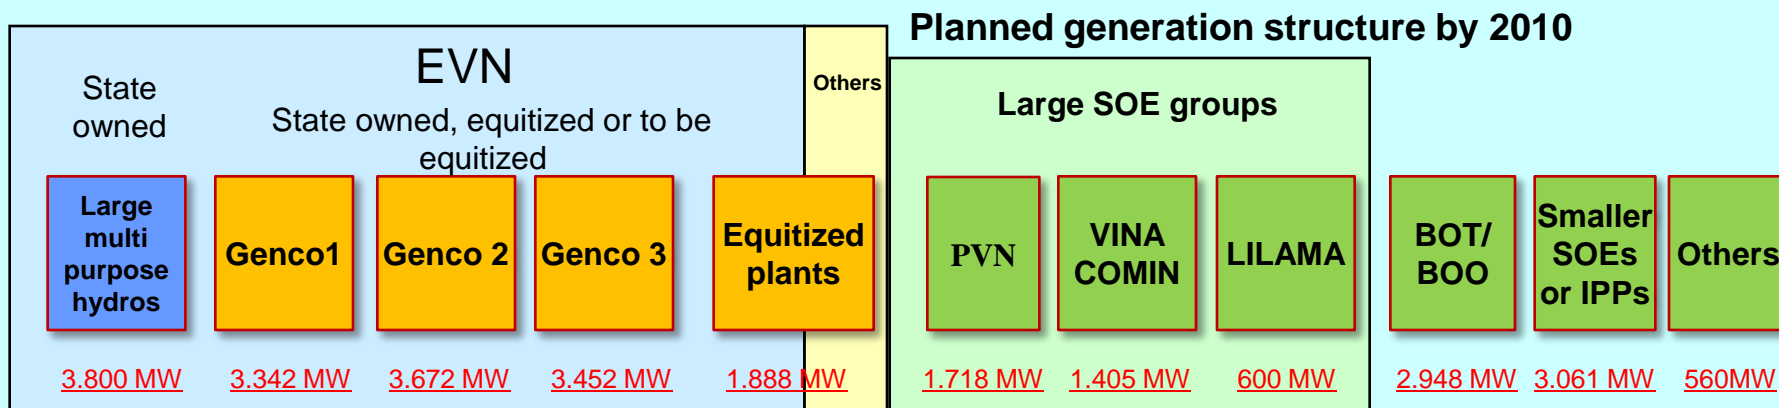 Planned generation structure by 2010
EVN
State
owned
State owned, equitized or to be
equitized
Others
Large SOE groups
Large
multi
purpose
hydros
Genco1
Genco 2
Genco 3
Equitized
plants
PVN
VINA
COMIN
LILAMA
BOT/
BOO
Smaller
SOEs
or IPPs
Others
3.800 MW
3.342 MW
3.672 MW
3.452 MW
1.888 MW
1.718 MW
1.405 MW
600 MW
2.948 MW
3.061 MW
560MW